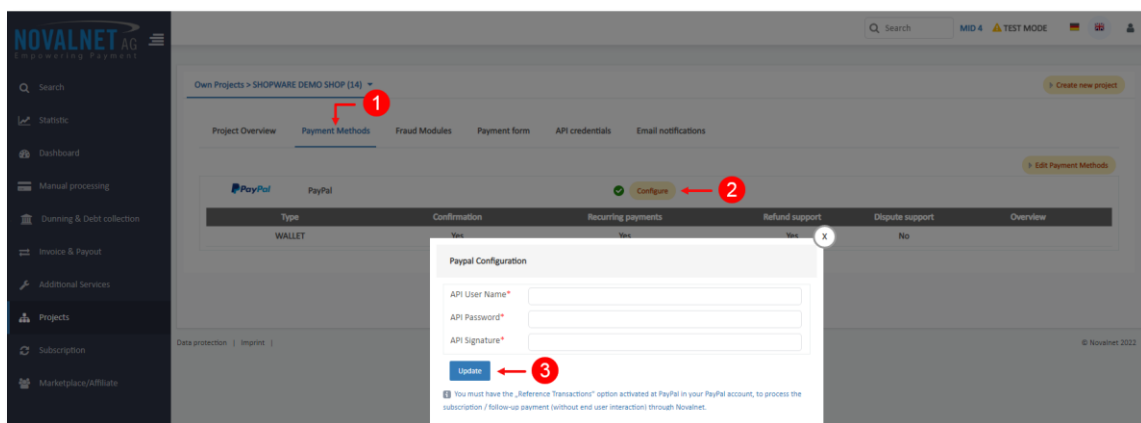 NOVALNET AG
Empowering Payment
Search
MID 4 TEST MODE
Search
Statistic
Dashboard
Manual processing
Dunning & Debt collection
Invoice & Payout
Additional Services
Projects
Subscription
Marketplace/Affiliate
Own Projects > SHOPWARE DEMO SHOP (14)
Create new project
1
Project Overview Payment Methods Fraud Modules Payment form API credentials Email notifications
Edit Payment Methods
PayPal PayPal Configure 2
Type Confirmation Recurring payments Refund support Dispute support Overview
WALLET Yes Yes Yes No
X
Paypal Configuration
API User Name*
API Password*
API Signature*
Update 3
You must have the „Reference Transactions" option activated at PayPal in your PayPal account, to process the
subscription / follow-up payment (without end user interaction) through Novalnet.
Data protection | Imprint |
© Novalnet 2022